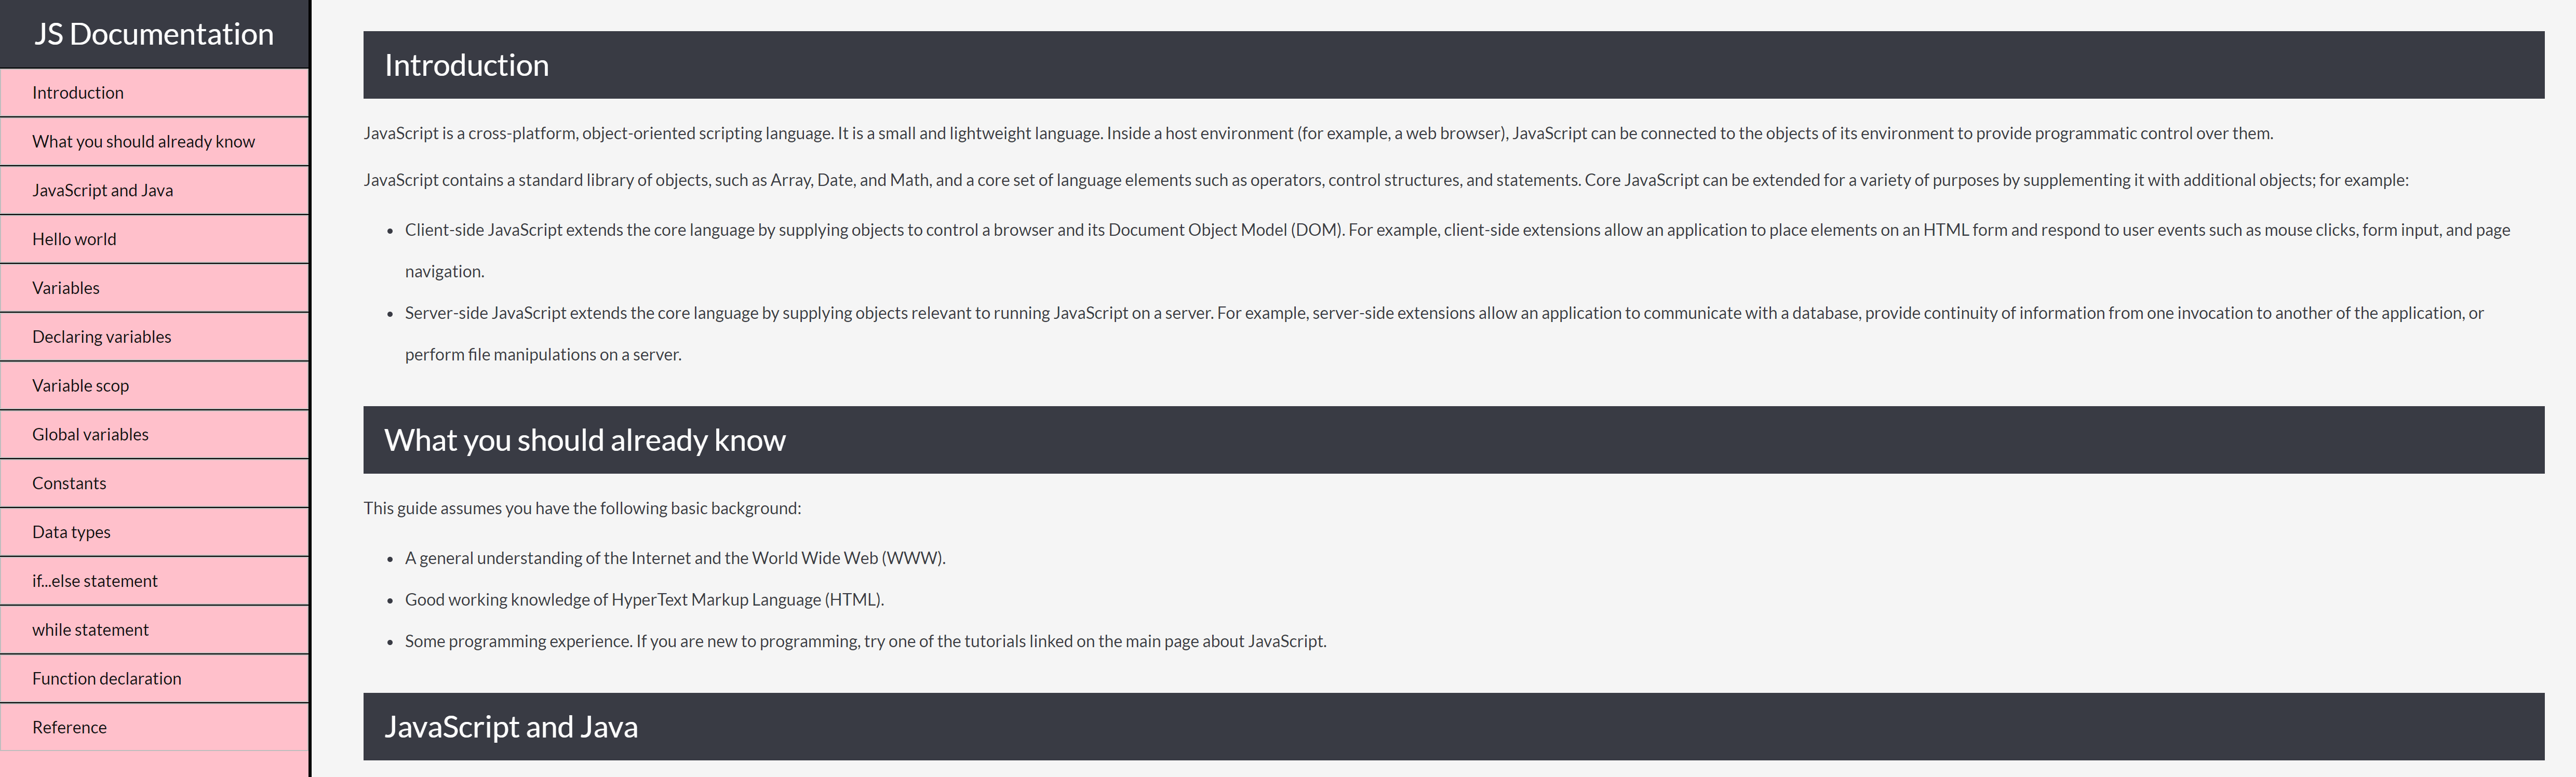 JS Documentation
Introduction
What you should already know
JavaScript and Java
Hello world
Variables
Declaring variables
Variable scop
Global variables
Constants
Data types
if...else statement
while statement
Function declaration
Reference
Introduction
JavaScript is a cross-platform, object-oriented scripting language. It is a small and lightweight language. Inside a host environment (for example, a web browser), JavaScript can be connected to the objects of its environment to provide programmatic control over them.
JavaScript contains a standard library of objects, such as Array, Date, and Math, and a core set of language elements such as operators, control structures, and statements. Core JavaScript can be extended for a variety of purposes by supplementing it with additional objects; for example:
• Client-side JavaScript extends the core language by supplying objects to control a browser and its Document Object Model (DOM). For example, client-side extensions allow an application to place elements on an HTML form and respond to user events such as mouse clicks, form input, and page
navigation.
• Server-side JavaScript extends the core language by supplying objects relevant to running JavaScript on a server. For example, server-side extensions allow an application to communicate with a database, provide continuity of information from one invocation to another of the application, or
perform file manipulations on a server.
What you should already know
This guide assumes you have the following basic background:
• A general understanding of the Internet and the World Wide Web (WWW).
• Good working knowledge of HyperText Markup Language (HTML).
• Some programming experience. If you are new to programming, try one of the tutorials linked on the main page about JavaScript.
JavaScript and Java